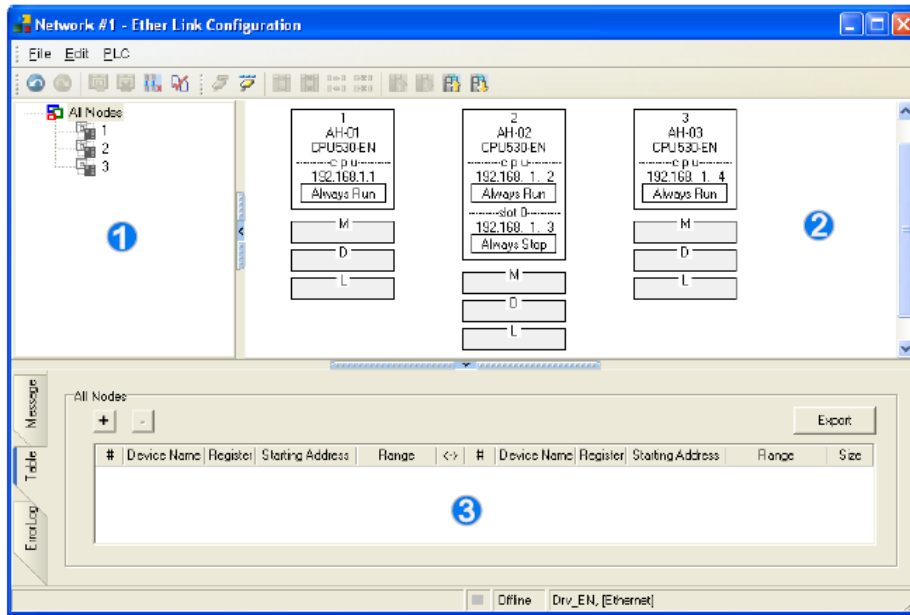 Network #1 - Ether Link Configuration
File Edit PLC
All Nodes
1
2
3
1
1
AH-01
CPU530-EN
cpu
192.168.1.1
Always Run
M
D
L
2
AH-02
CPU530-EN
cpu
192.168. 1. 2
Always Run
slot 0
192.168. 1. 3
Always Stop
M
D
L
3
AH-03
CPU530-EN
cpu
192.168. 1. 4
Always Run
M
D
L
2
Message
Table
ErrorLog
All Nodes
+ -
Export
# Device Name Register Starting Address Range <-> # Device Name Register Starting Address Range Size
3
Offline Drv_EN, [Ethernet]